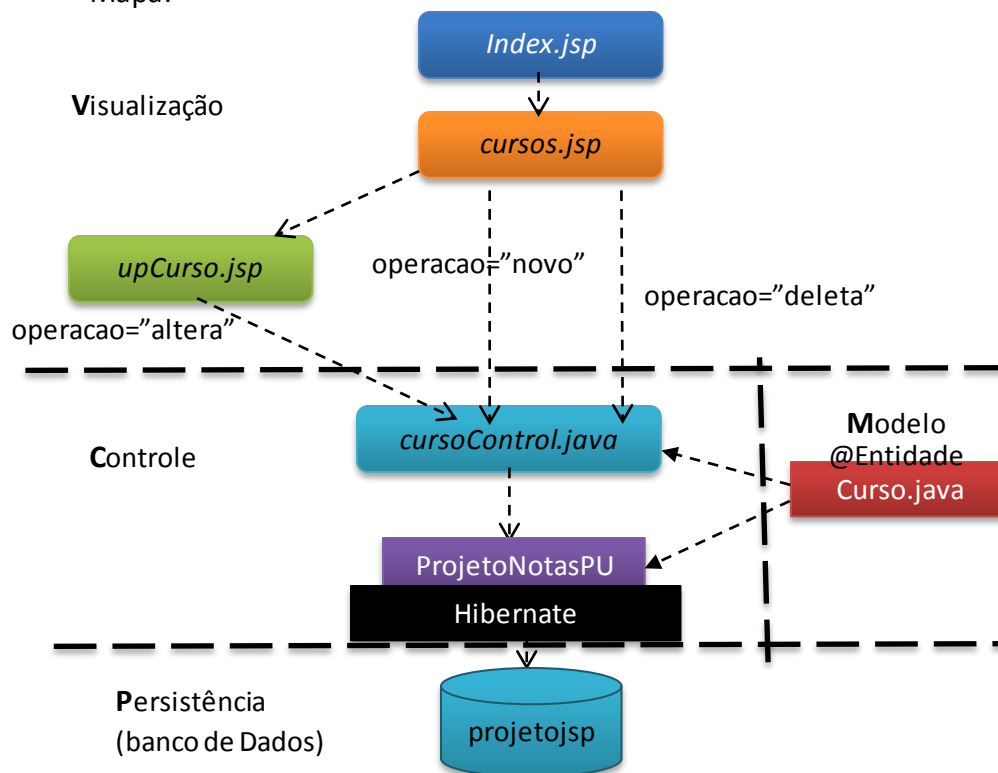 Mapa:
Index.jsp
Visualização
cursos.jsp
upCurso.jsp
operacao=”novo”
operacao=”deleta”
operacao=”altera”
Controle
cursoControl.java
Modelo
@Entidade
Curso.java
ProjetoNotasPU
Hibernate
Persistência
(banco de Dados)
projetojsp